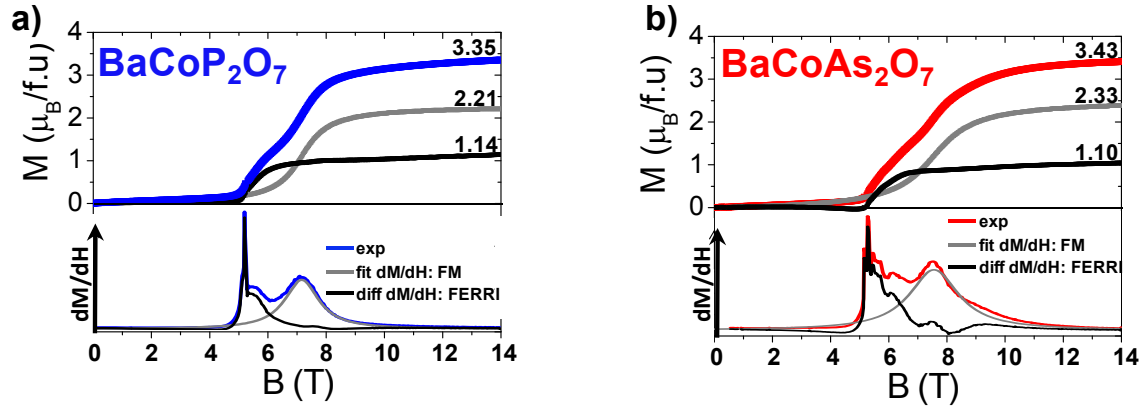 a)
4
3
2
1
0
M (μB/f.u)
BaCoP2O7
3.35
2.21
1.14
dM/dH
exp
fit dM/dH: FM
diff dM/dH: FERRI
0 2 4 6 8 10 12 14
B (T)
b)
4
3
2
1
0
M (μB/f.u)
BaCoAs2O7
3.43
2.33
1.10
dM/dH
exp
fit dM/dH: FM
diff dM/dH: FERRI
0 2 4 6 8 10 12 14
B (T)